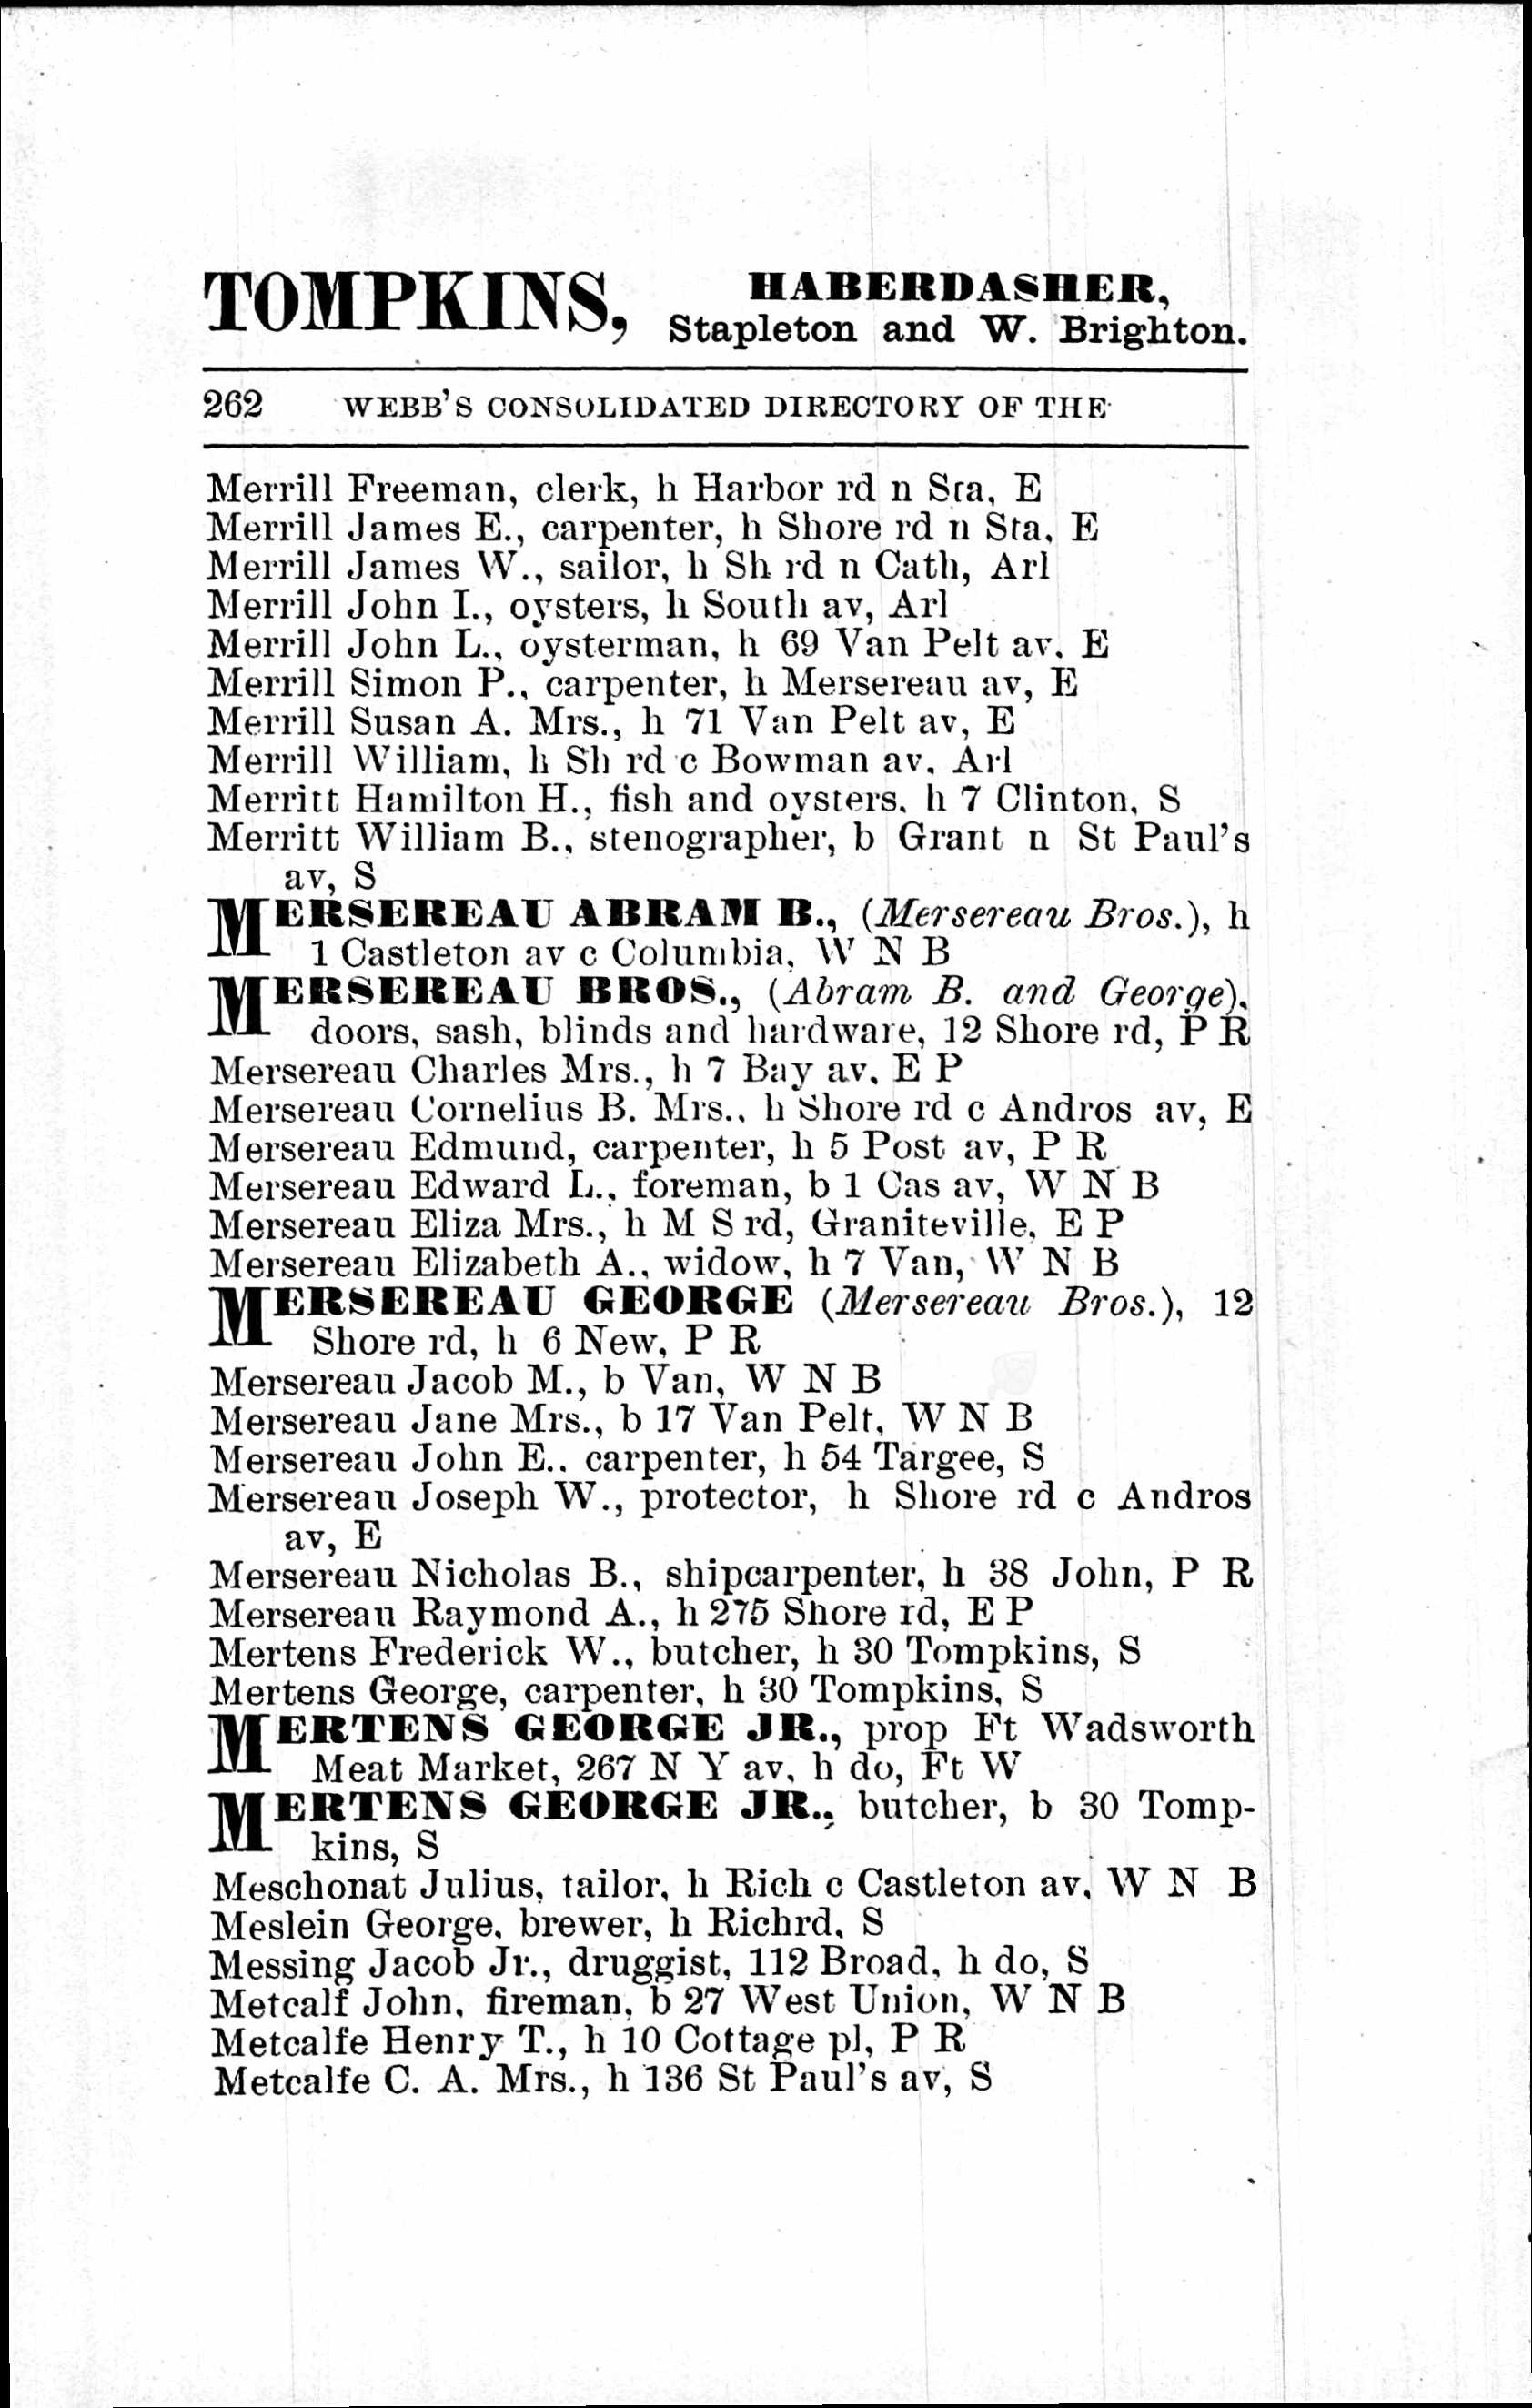 TOMPKINS, HABERDASHER,
Stapleton and W. Brighton.
262 WEBB'S CONSOLIDATED DIRECTORY OF THE
Merrill Freeman, clerk, h Harbor rd n Sta, E
Merrill James E., carpenter, h Shore rd n Sta, E
Merrill James W., sailor, h Sh rd n Cath, Arl
Merrill John I., oysters, h South av, Arl
Merrill John L., oysterman, h 69 Van Pelt av, E
Merrill Simon P., carpenter, h Mersereau av, E
Merrill Susan A. Mrs., h 71 Van Pelt av, E
Merrill William, h Sh rd c Bowman av, Arl
Merritt Hamilton H., fish and oysters, h 7 Clinton, S
Merritt William B., stenographer, b Grant n St Paul's
av, S
MERSEREAU ABRAM B., (Mersereau Bros.), h
1 Castleton av c Columbia, W N B
MERSEREAU BROS., (Abram B. and George),
doors, sash, blinds and hardware, 12 Shore rd, P R
Mersereau Charles Mrs., h 7 Bay av, E P
Mersereau Cornelius B. Mrs., h Shore rd c Andros av, E
Mersereau Edmund, carpenter, h 5 Post av, P R
Mersereau Edward L., foreman, b 1 Cas av, W N B
Mersereau Eliza Mrs., h M S rd, Graniteville, E P
Mersereau Elizabeth A., widow, h 7 Van, W N B
MERSEREAU GEORGE (Mersereau Bros.), 12
Shore rd, h 6 New, P R
Mersereau Jacob M., b Van, W N B
Mersereau Jane Mrs., b 17 Van Pelt, W N B
Mersereau John E., carpenter, h 54 Targee, S
Mersereau Joseph W., protector, h Shore rd c Andros
av, E
Mersereau Nicholas B., shipcarpenter, h 38 John, P R
Mersereau Raymond A., h 275 Shore rd, E P
Mertens Frederick W., butcher, h 30 Tompkins, S
Mertens George, carpenter, h 30 Tompkins, S
MERTENS GEORGE JR., prop Ft Wadsworth
Meat Market, 267 N Y av, h do, Ft W
MERTENS GEORGE JR., butcher, b 30 Tomp-
kins, S
Meschonat Julius, tailor, h Rich c Castleton av, W N B
Meslein George, brewer, h Richrd, S
Messing Jacob Jr., druggist, 112 Broad, h do, S
Metcalf John, fireman, b 27 West Union, W N B
Metcalfe Henry T., h 10 Cottage pl, P R
Metcalfe C. A. Mrs., h 136 St Paul's av, S